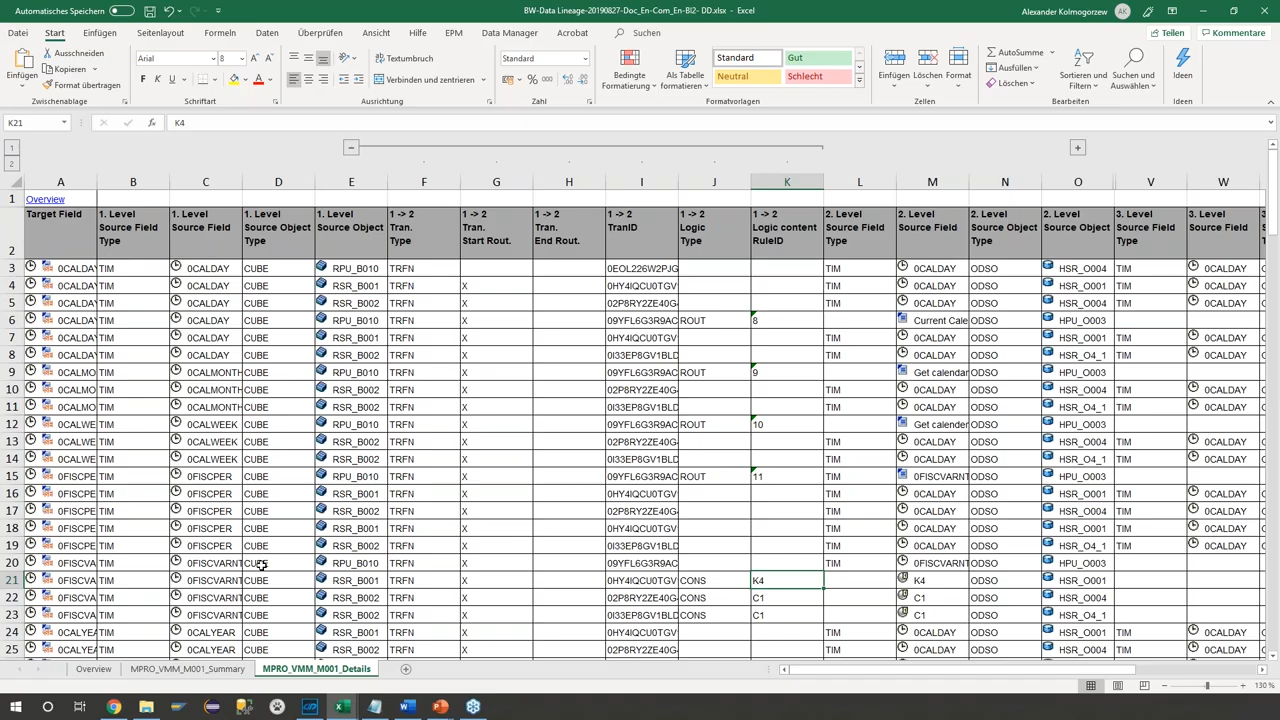 Automatisches Speichern
BW-Data Lineage-20190827-Doc_En-Com_En-BI2- DD.xlsx - Excel
Alexander Kolmogorzew AK
Datei Start Einfügen Seitenlayout Formeln Daten Überprüfen Ansicht Hilfe EPM Data Manager Acrobat Suchen Teilen Kommentare
Einfügen
Ausschneiden
Kopieren
Format übertragen
Zwischenablage
Arial 8
F K U
Schriftart
Textumbruch
Verbinden und zentrieren
Ausrichtung
Standard
Zahl
Bedingte Formatierung
Als Tabelle formatieren
Standard Gut
Neutral Schlecht
Formatvorlagen
Einfügen Löschen Format
Zellen
AutoSumme
Ausfüllen
Löschen
Sortieren und Filtern
Suchen und Auswählen
Bearbeiten
Ideen
Ideen
K21 K4
1
2
A B C D E F G H I J K L M N O V W
1 Overview
2 Target Field 1. Level Source Field Type 1. Level Source Field 1. Level Source Object Type 1. Level Source Object 1 -> 2 Tran. Type 1 -> 2 Tran. Start Rout. 1 -> 2 Tran. End Rout. 1 -> 2 TranID 1 -> 2 Logic Type 1 -> 2 Logic content RuleID 2. Level Source Field Type 2. Level Source Field 2. Level Source Object Type 2. Level Source Object 3. Level Source Field Type 3. Level Source Field
3 0CALDAY TIM 0CALDAY CUBE RPU_B010 TRFN 0EOL226W2PJG TIM 0CALDAY ODSO HSR_O004 TIM 0CALDAY
4 0CALDAY TIM 0CALDAY CUBE RSR_B001 TRFN X 0HY4IQCU0TGV TIM 0CALDAY ODSO HSR_O001 TIM 0CALDAY
5 0CALDAY TIM 0CALDAY CUBE RSR_B002 TRFN X 02P8RY2ZE40G TIM 0CALDAY ODSO HSR_O004 TIM 0CALDAY
6 0CALDAY TIM 0CALDAY CUBE RPU_B010 TRFN X 09YFL6G3R9AC ROUT 8 Current Cale ODSO HPU_O003
7 0CALDAY TIM 0CALDAY CUBE RSR_B001 TRFN X 0HY4IQCU0TGV TIM 0CALDAY ODSO HSR_O001 TIM 0CALDAY
8 0CALDAY TIM 0CALDAY CUBE RSR_B002 TRFN X 0I33EP8GV1BLD TIM 0CALDAY ODSO HSR_O4_1 TIM 0CALDAY
9 0CALMO TIM 0CALMONTH CUBE RPU_B010 TRFN X 09YFL6G3R9AC ROUT 9 Get calendar ODSO HPU_O003
10 0CALMO TIM 0CALMONTH CUBE RSR_B002 TRFN X 02P8RY2ZE40G TIM 0CALDAY ODSO HSR_O004 TIM 0CALDAY
11 0CALMO TIM 0CALMONTH CUBE RSR_B002 TRFN X 0I33EP8GV1BLD TIM 0CALDAY ODSO HSR_O4_1 TIM 0CALDAY
12 0CALWE TIM 0CALWEEK CUBE RPU_B010 TRFN X 09YFL6G3R9AC ROUT 10 Get calender ODSO HPU_O003
13 0CALWE TIM 0CALWEEK CUBE RSR_B002 TRFN X 02P8RY2ZE40G TIM 0CALDAY ODSO HSR_O004 TIM 0CALDAY
14 0CALWE TIM 0CALWEEK CUBE RSR_B002 TRFN X 0I33EP8GV1BLD TIM 0CALDAY ODSO HSR_O4_1 TIM 0CALDAY
15 0FISCPE TIM 0FISCPER CUBE RPU_B010 TRFN X 09YFL6G3R9AC ROUT 11 TIM 0FISCVARNT ODSO HPU_O003
16 0FISCPE TIM 0FISCPER CUBE RSR_B001 TRFN X 0HY4IQCU0TGV TIM 0CALDAY ODSO HSR_O001 TIM 0CALDAY
17 0FISCPE TIM 0FISCPER CUBE RSR_B002 TRFN X 02P8RY2ZE40G TIM 0CALDAY ODSO HSR_O004 TIM 0CALDAY
18 0FISCPE TIM 0FISCPER CUBE RSR_B001 TRFN X 0HY4IQCU0TGV TIM 0CALDAY ODSO HSR_O001 TIM 0CALDAY
19 0FISCPE TIM 0FISCPER CUBE RSR_B002 TRFN X 0I33EP8GV1BLD TIM 0CALDAY ODSO HSR_O4_1 TIM 0CALDAY
20 0FISCVA TIM 0FISCVARNT CUBE RPU_B010 TRFN X 09YFL6G3R9AC TIM 0FISCVARNT ODSO HPU_O003
21 0FISCVA TIM 0FISCVARNT CUBE RSR_B001 TRFN X 0HY4IQCU0TGV CONS K4 K4 ODSO HSR_O001
22 0FISCVA TIM 0FISCVARNT CUBE RSR_B002 TRFN X 02P8RY2ZE40G CONS C1 C1 ODSO HSR_O004
23 0FISCVA TIM 0FISCVARNT CUBE RSR_B002 TRFN X 0I33EP8GV1BLD CONS C1 C1 ODSO HSR_O4_1
24 0CALYEA TIM 0CALYEAR CUBE RSR_B001 TRFN X 0HY4IQCU0TGV TIM 0CALDAY ODSO HSR_O001 TIM 0CALDAY
25 0CALYEA TIM 0CALYEAR CUBE RSR_B002 TRFN X 02P8RY2ZE40G TIM 0CALDAY ODSO HSR_O004 TIM 0CALDAY
Overview MPRO_VMM_M001_Summary MPRO_VMM_M001_Details
130 %